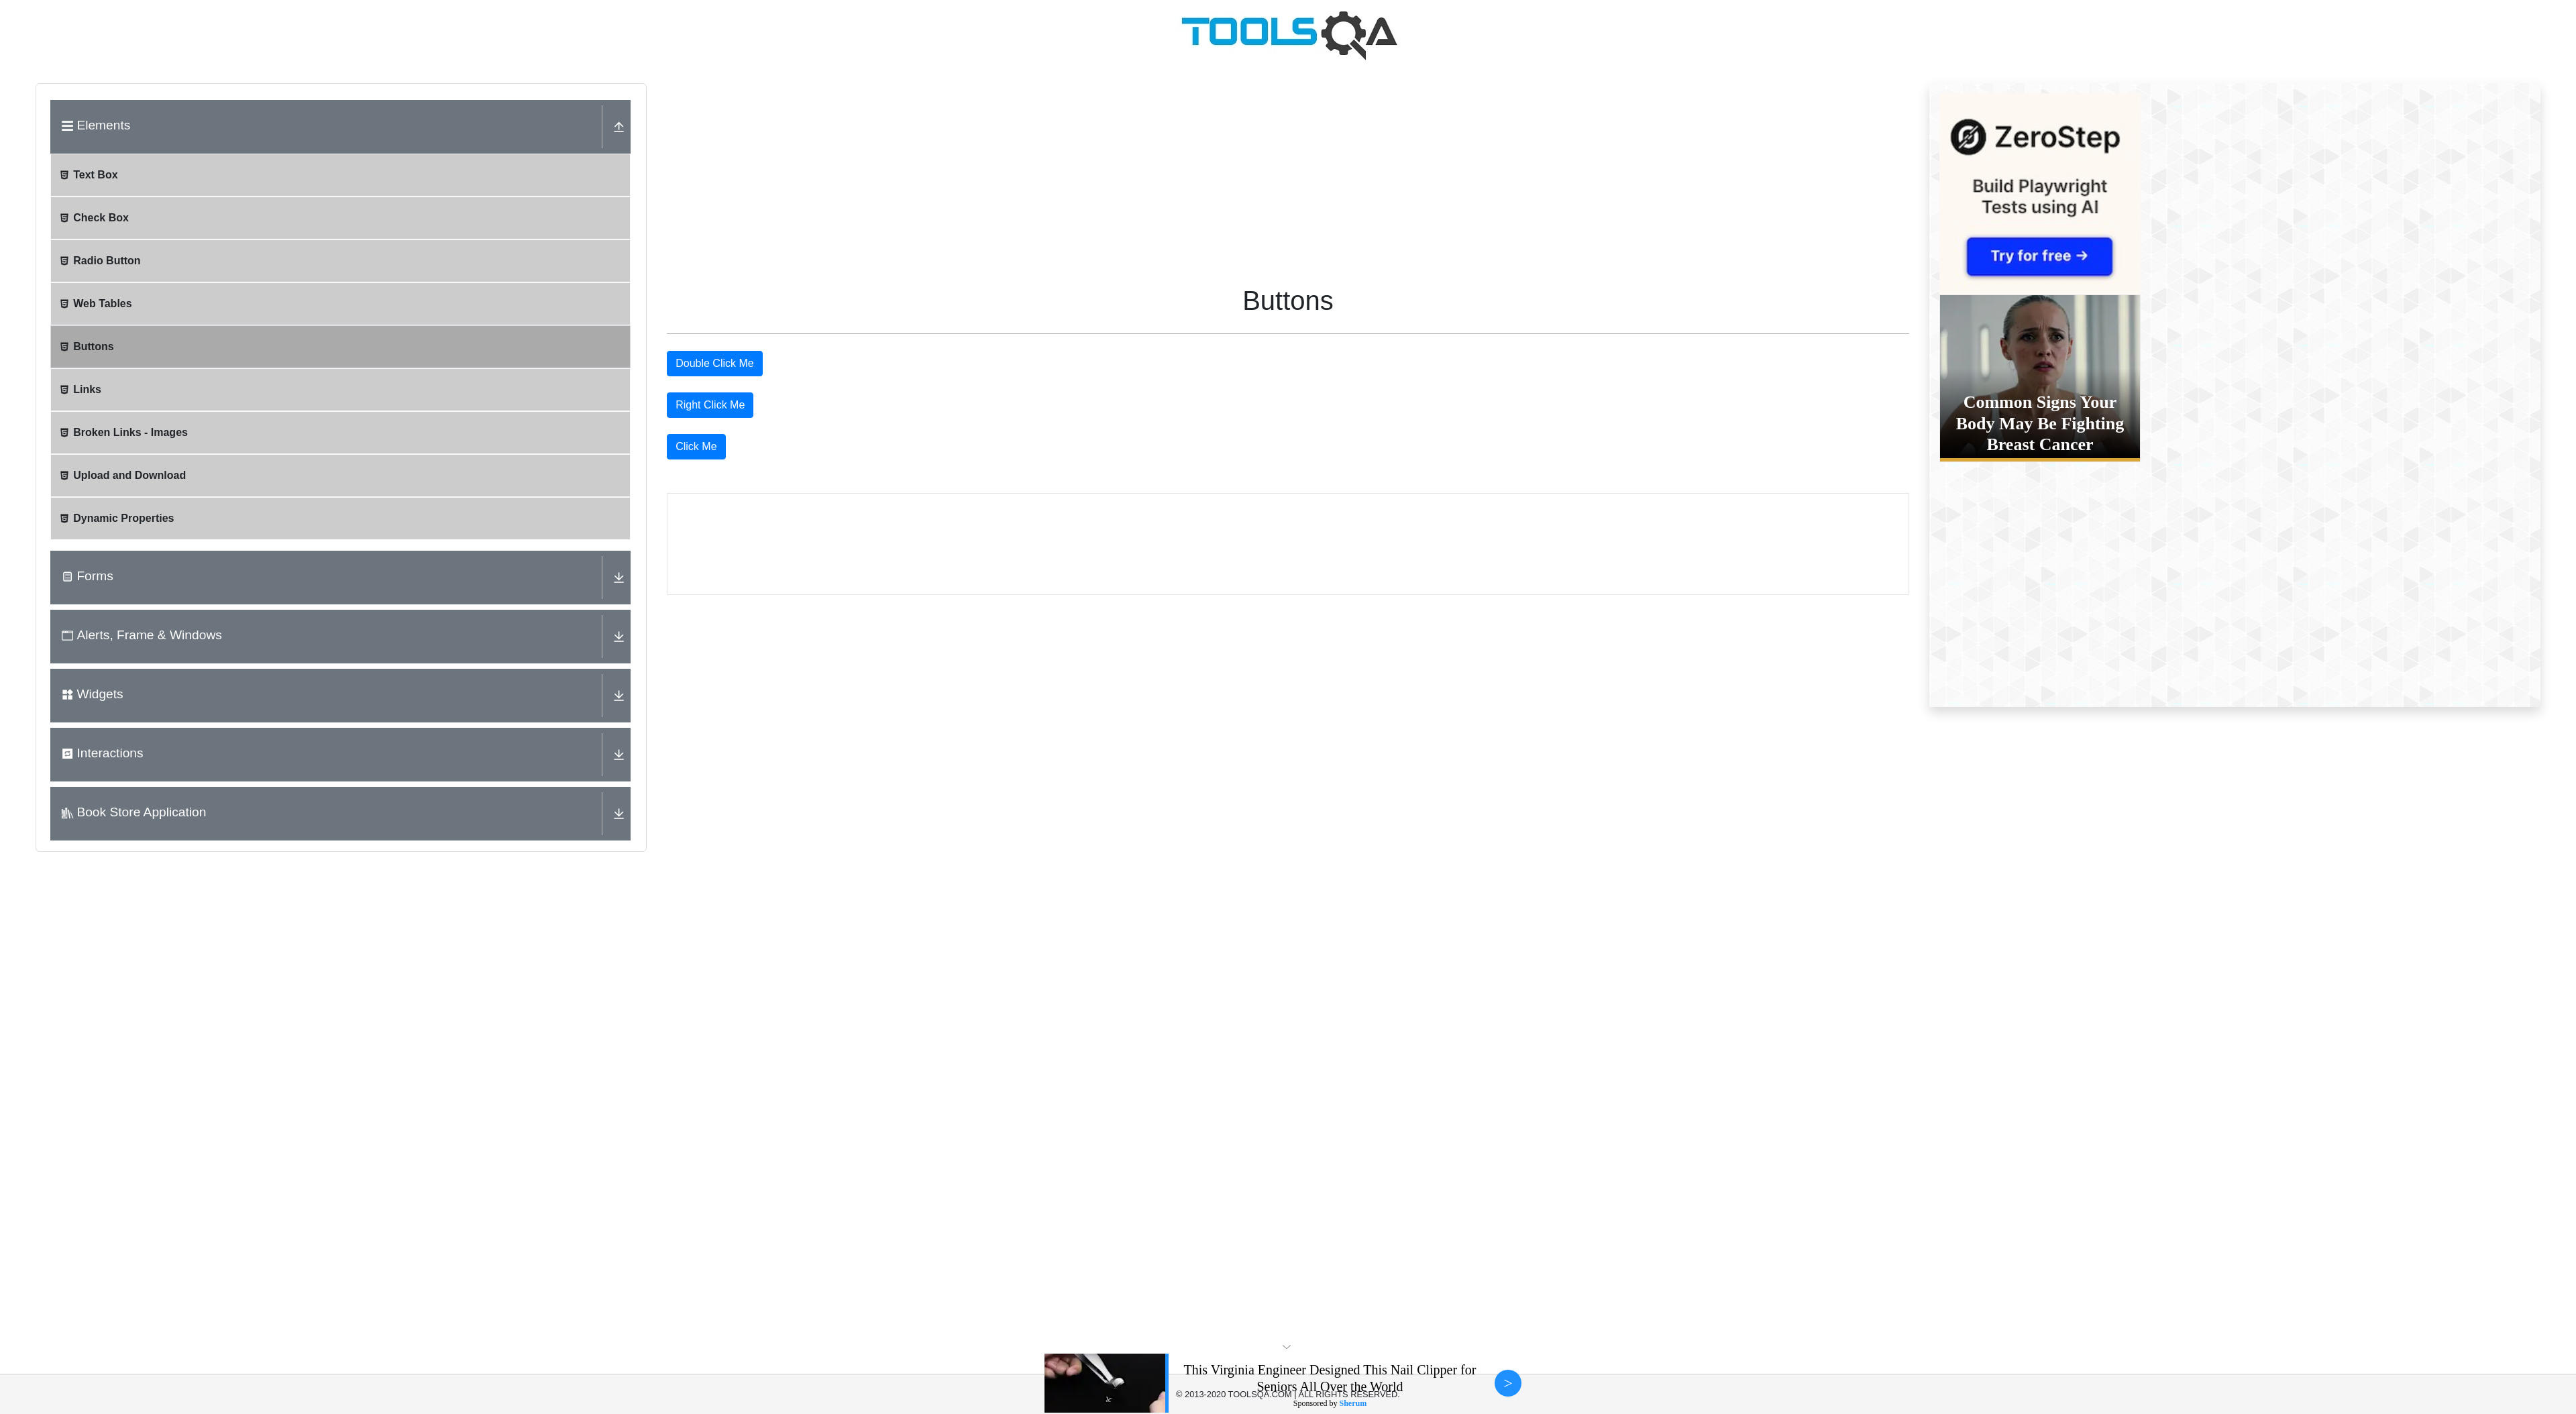 TOOLSQA
Elements
Text Box
Check Box
Radio Button
Web Tables
Buttons
Links
Broken Links - Images
Upload and Download
Dynamic Properties
Forms
Alerts, Frame & Windows
Widgets
Interactions
Book Store Application
Buttons
Double Click Me
Right Click Me
Click Me
ZeroStep
Build Playwright
Tests using AI
Try for free →
Common Signs Your
Body May Be Fighting
Breast Cancer
This Virginia Engineer Designed This Nail Clipper for
Seniors All Over the World
© 2013-2020 TOOLSQA.COM | ALL RIGHTS RESERVED.
Sponsored by Sherum
>